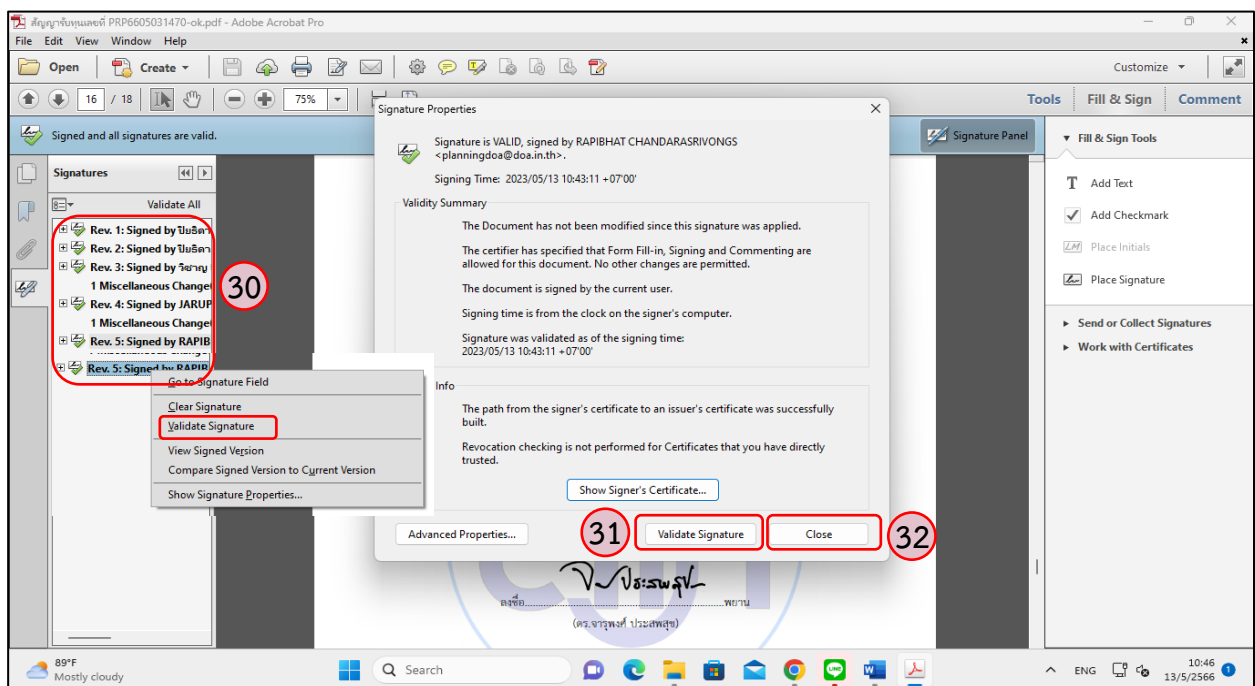 สัญญารับทุนเลขที่ PRP6605031470-ok.pdf - Adobe Acrobat Pro
File Edit View Window Help
Open Create Customize
16 / 18 75% Tools Fill & Sign Comment
Signed and all signatures are valid. Signature Panel
Signatures
Validate All
Rev. 1: Signed by ปิยธิดา
Rev. 2: Signed by ปิยธิดา
Rev. 3: Signed by วิชาญ
1 Miscellaneous Change(
Rev. 4: Signed by JARUP
1 Miscellaneous Change(
Rev. 5: Signed by RAPIB
Rev. 5: Signed by RAPIB
30
Go to Signature Field
Clear Signature
Validate Signature
View Signed Version
Compare Signed Version to Current Version
Show Signature Properties...
Signature Properties
Signature is VALID, signed by RAPIBHAT CHANDARASRIVONGS
<planningdoa@doa.in.th>.
Signing Time: 2023/05/13 10:43:11 +07'00'
Validity Summary
The Document has not been modified since this signature was applied.
The certifier has specified that Form Fill-in, Signing and Commenting are
allowed for this document. No other changes are permitted.
The document is signed by the current user.
Signing time is from the clock on the signer's computer.
Signature was validated as of the signing time:
2023/05/13 10:43:11 +07'00'
Info
The path from the signer's certificate to an issuer's certificate was successfully
built.
Revocation checking is not performed for Certificates that you have directly
trusted.
Show Signer's Certificate...
Advanced Properties... 31 Validate Signature Close 32
Fill & Sign Tools
Add Text
Add Checkmark
Place Initials
Place Signature
Send or Collect Signatures
Work with Certificates
ลงชื่อ..........พยาน
(ดร.จารุพงศ์ ประสพสุข)
89°F
Mostly cloudy
Search
ENG
10:46
13/5/2566
1